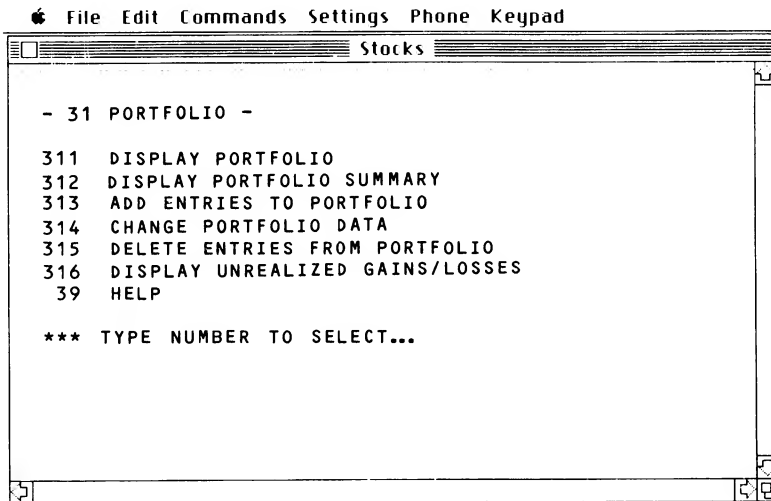 File Edit Commands Settings Phone Keypad
Stocks
- 31 PORTFOLIO -
311 DISPLAY PORTFOLIO
312 DISPLAY PORTFOLIO SUMMARY
313 ADD ENTRIES TO PORTFOLIO
314 CHANGE PORTFOLIO DATA
315 DELETE ENTRIES FROM PORTFOLIO
316 DISPLAY UNREALIZED GAINS/LOSSES
39 HELP
*** TYPE NUMBER TO SELECT...